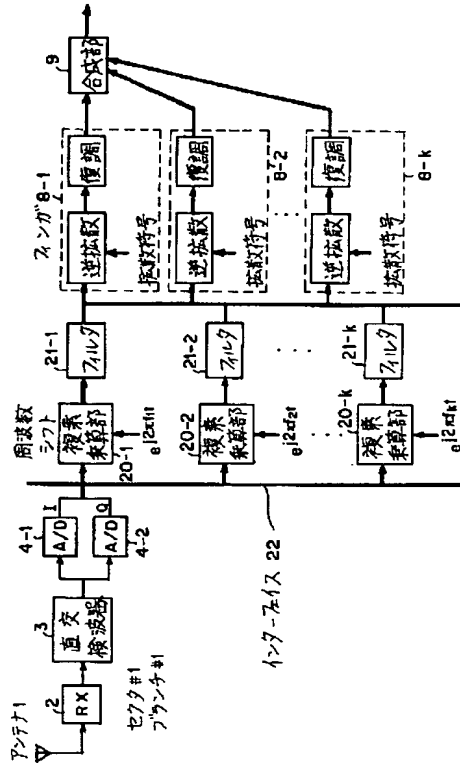 アンテナ1
2
RX
セクタ#1
ブランチ#1
3
直交
検波器
4-1
A/D
I
A/D
Q
4-2
インターフェイス 22
周波数
シフト
複素
乗算部
20-1
e^{j2πf1t}
21-1
フィルタ
20-2
複素
乗算部
e^{j2πf2t}
21-2
フィルタ
20-k
複素
乗算部
e^{j2πfkt}
21-k
フィルタ
フィンガ8-1
逆拡散
復調
拡散符号
逆拡散
復調
拡散符号
8-2
逆拡散
復調
拡散符号
8-k
9
合成部